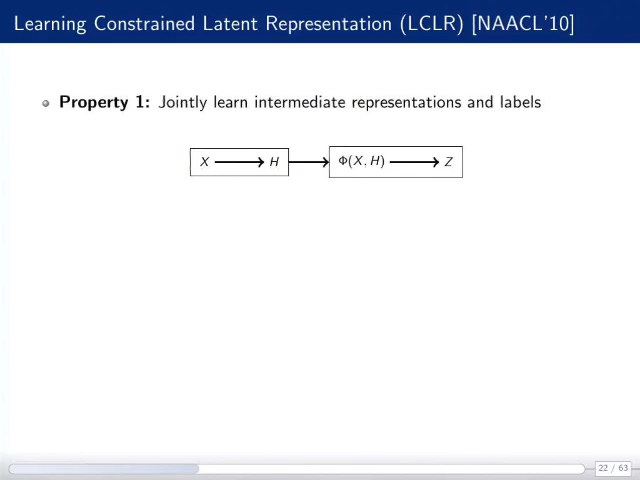 Learning Constrained Latent Representation (LCLR) [NAACL'10]
Property 1: Jointly learn intermediate representations and labels
X H Φ(X, H) Z
22 / 63